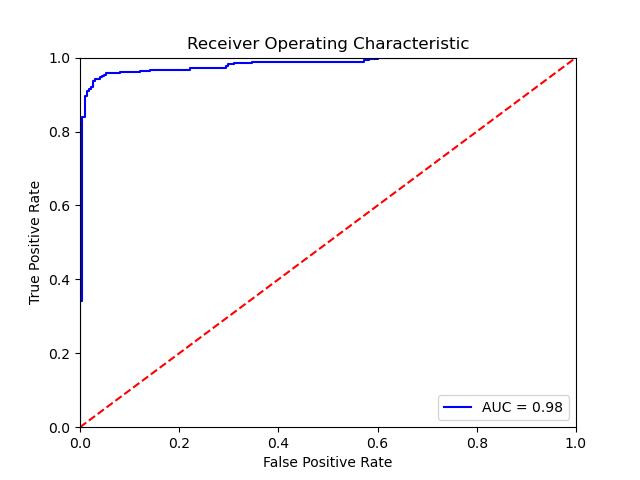 Receiver Operating Characteristic
True Positive Rate
1.0
0.8
0.6
0.4
0.2
0.0
AUC = 0.98
0.0 0.2 0.4 0.6 0.8 1.0
False Positive Rate